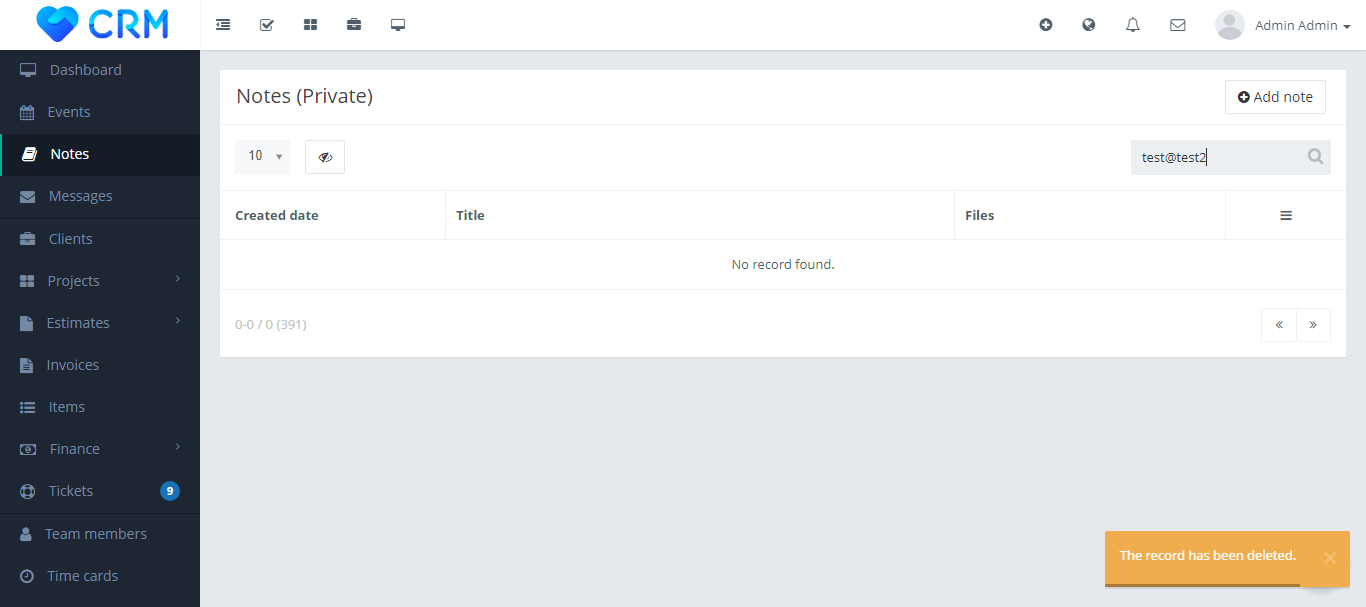 CRM
Admin Admin
Dashboard
Events
Notes
Messages
Clients
Projects
Estimates
Invoices
Items
Finance
Tickets 9
Team members
Time cards
Notes (Private)
Add note
10
test@test2
Created date Title Files
No record found.
0-0 / 0 (391)
« »
The record has been deleted. ×